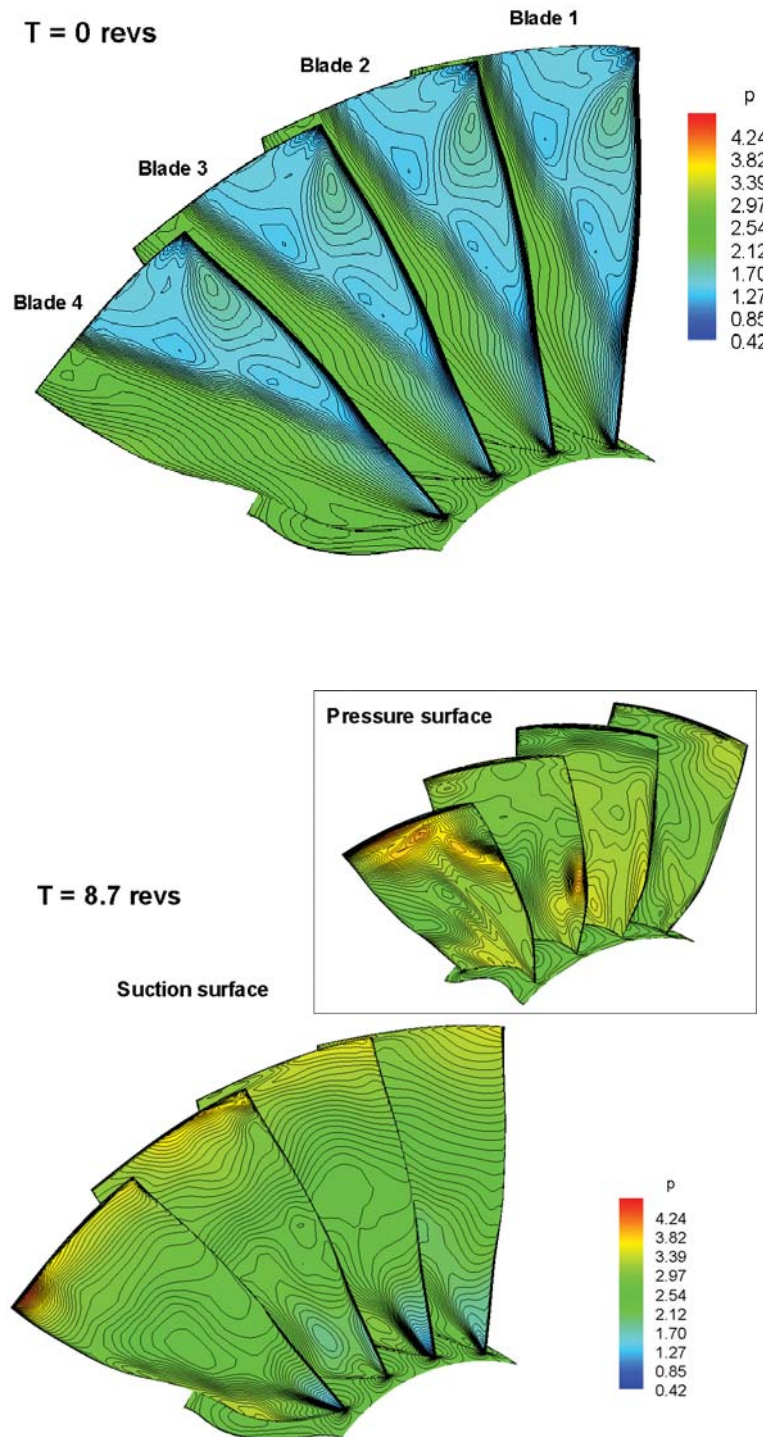 T = 0 revs
Blade 1
Blade 2
Blade 3
Blade 4
p
4.24
3.82
3.39
2.97
2.54
2.12
1.70
1.27
0.85
0.42
Pressure surface
T = 8.7 revs
Suction surface
p
4.24
3.82
3.39
2.97
2.54
2.12
1.70
1.27
0.85
0.42